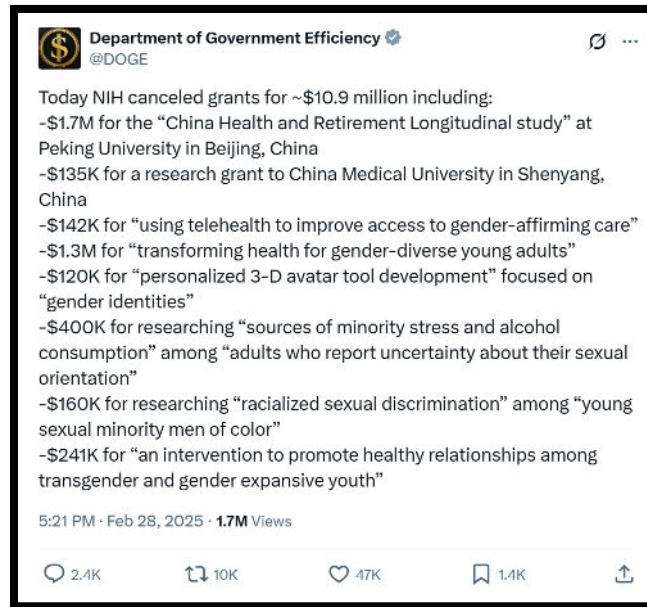 Department of Government Efficiency
@DOGE
Today NIH canceled grants for ~$10.9 million including:
-$1.7M for the “China Health and Retirement Longitudinal study” at
Peking University in Beijing, China
-$135K for a research grant to China Medical University in Shenyang,
China
-$142K for “using telehealth to improve access to gender-affirming care”
-$1.3M for “transforming health for gender-diverse young adults”
-$120K for “personalized 3-D avatar tool development” focused on
“gender identities”
-$400K for researching “sources of minority stress and alcohol
consumption” among “adults who report uncertainty about their sexual
orientation”
-$160K for researching “racialized sexual discrimination” among “young
sexual minority men of color”
-$241K for “an intervention to promote healthy relationships among
transgender and gender expansive youth”
5:21 PM · Feb 28, 2025 · 1.7M Views
2.4K 10K 47K 1.4K